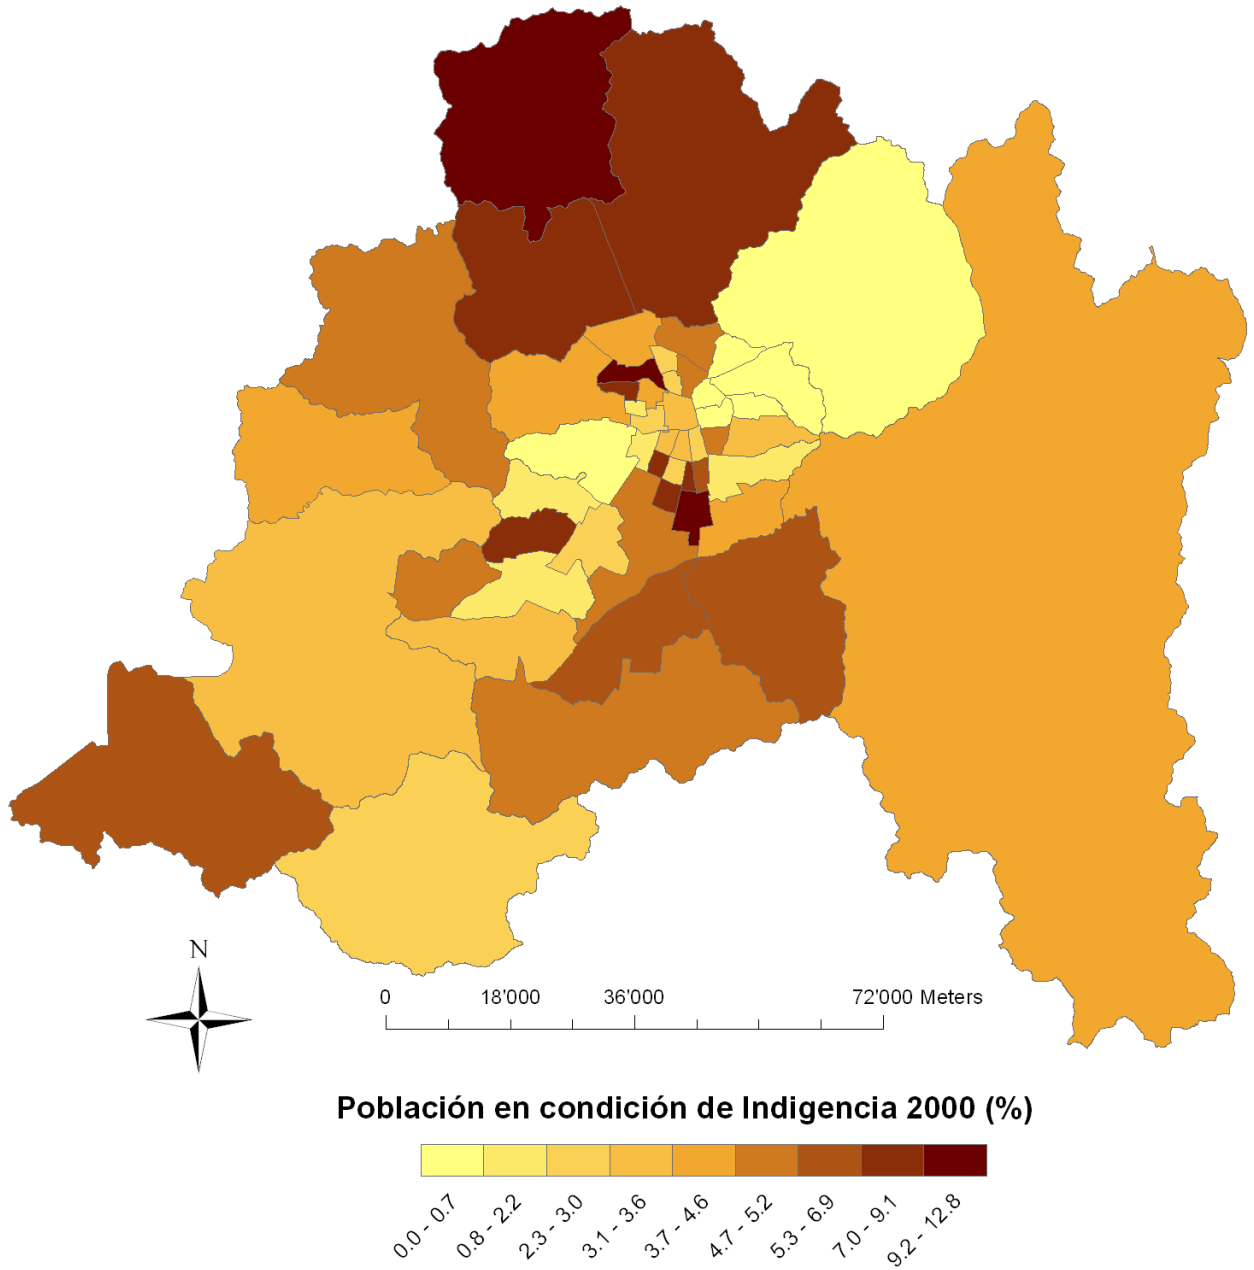 N
0 18'000 36'000 72'000 Meters
Población en condición de Indigencia 2000 (%)
0.0 - 0.7
0.8 - 2.2
2.3 - 3.0
3.1 - 3.6
3.7 - 4.6
4.7 - 5.2
5.3 - 6.9
7.0 - 9.1
9.2 - 12.8